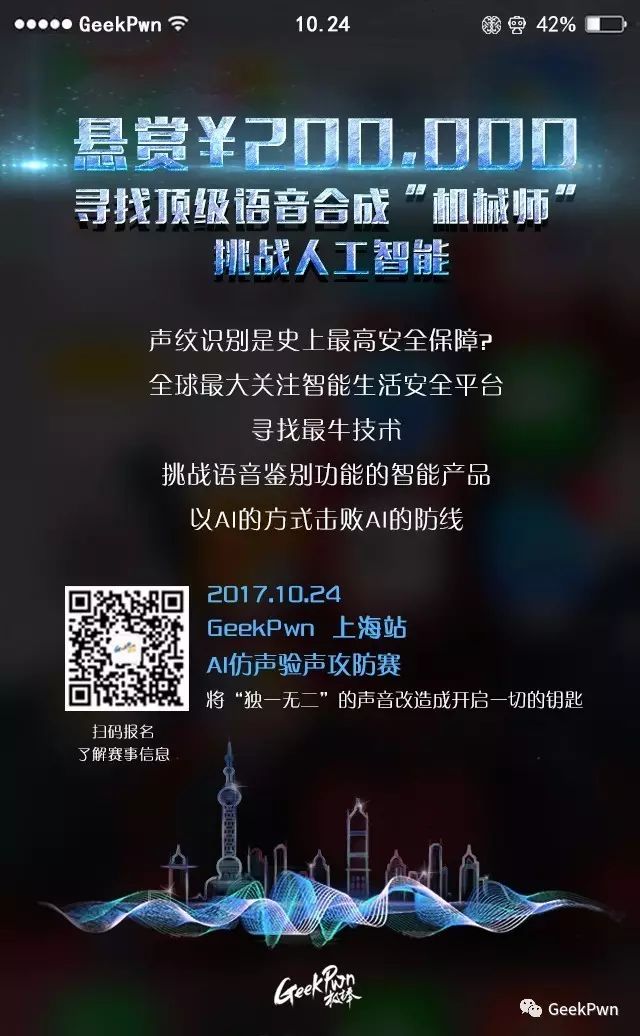 GeekPwn
10.24
42%
悬赏¥200,000
寻找顶级语音合成“机械师”
挑战人工智能
声纹识别是史上最高安全保障?
全球最大关注智能生活安全平台
寻找最牛技术
挑战语音鉴别功能的智能产品
以AI的方式击败AI的防线
2017.10.24
GeekPwn 上海站
AI仿声验声攻防赛
将“独一无二”的声音改造成开启一切的钥匙
扫码报名
了解赛事信息
GeekPwn
极棒
GeekPwn